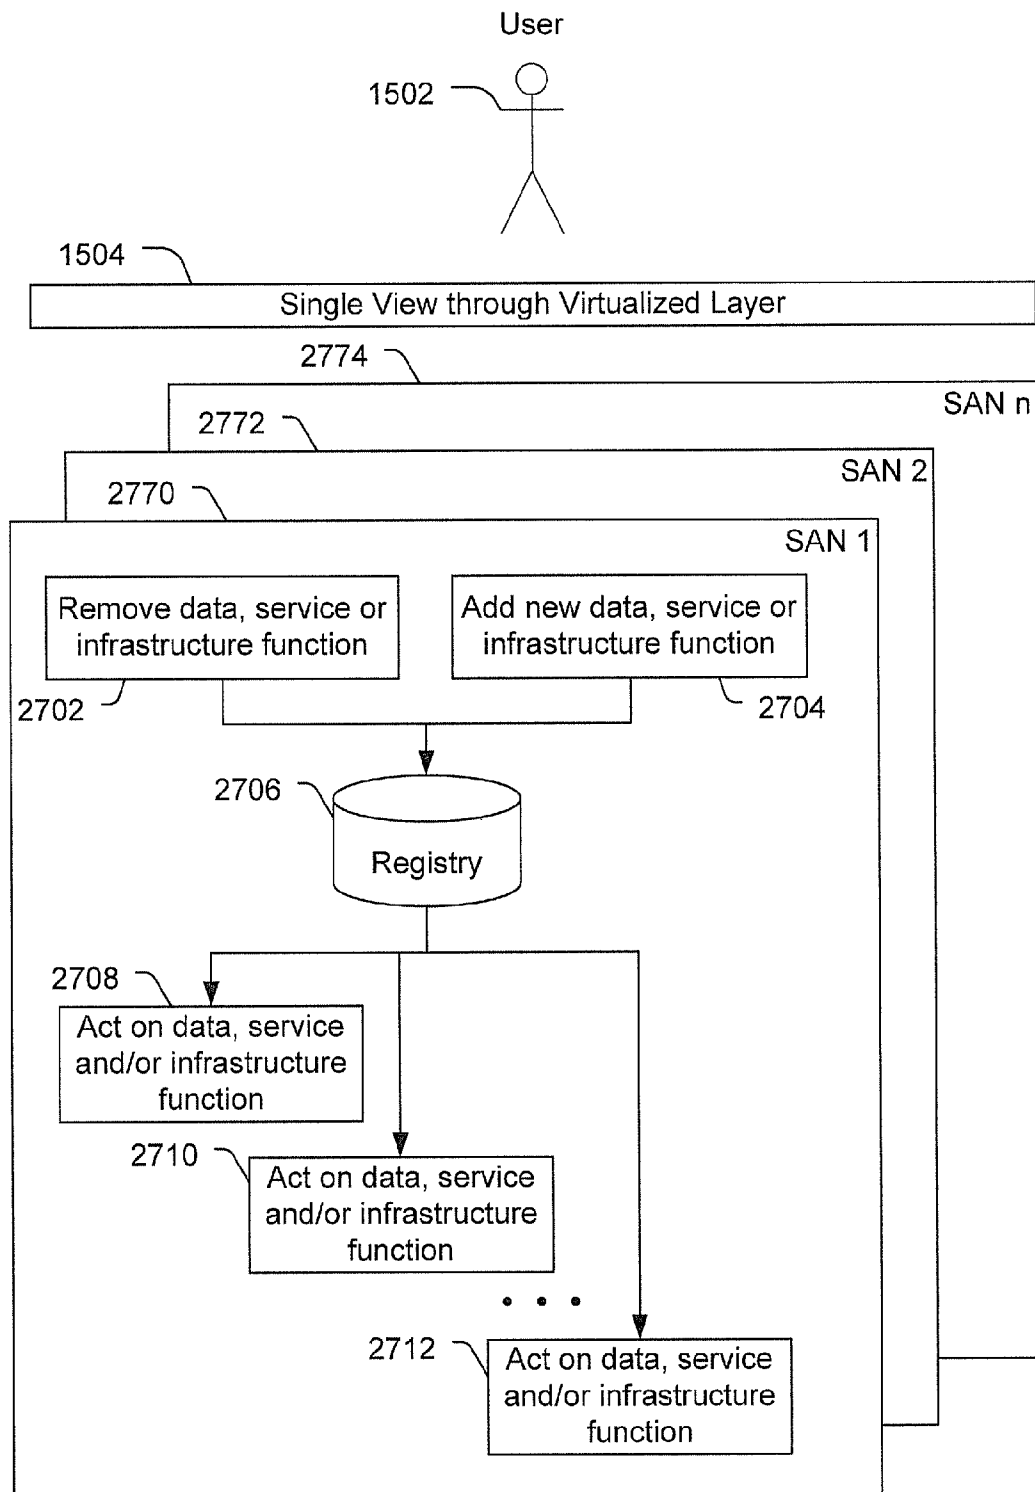 User
1502
1504
Single View through Virtualized Layer
2774
SAN n
2772
SAN 2
2770
SAN 1
Remove data, service or
infrastructure function
Add new data, service or
infrastructure function
2702
2704
2706
Registry
2708
Act on data, service
and/or infrastructure
function
2710
Act on data, service
and/or infrastructure
function
• • •
2712
Act on data, service
and/or infrastructure
function